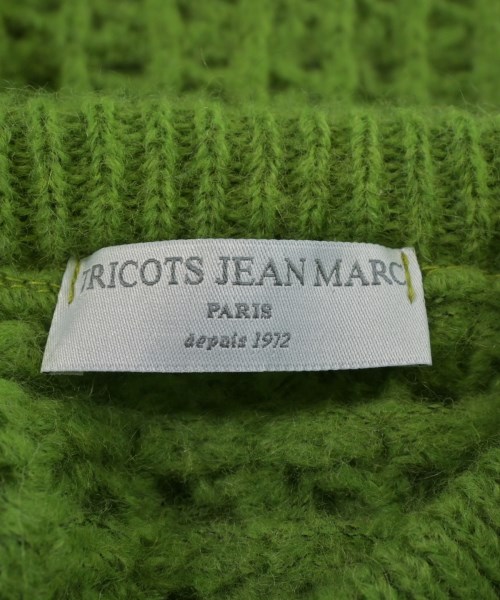 TRICOTS JEAN MARC
PARIS
depuis 1972